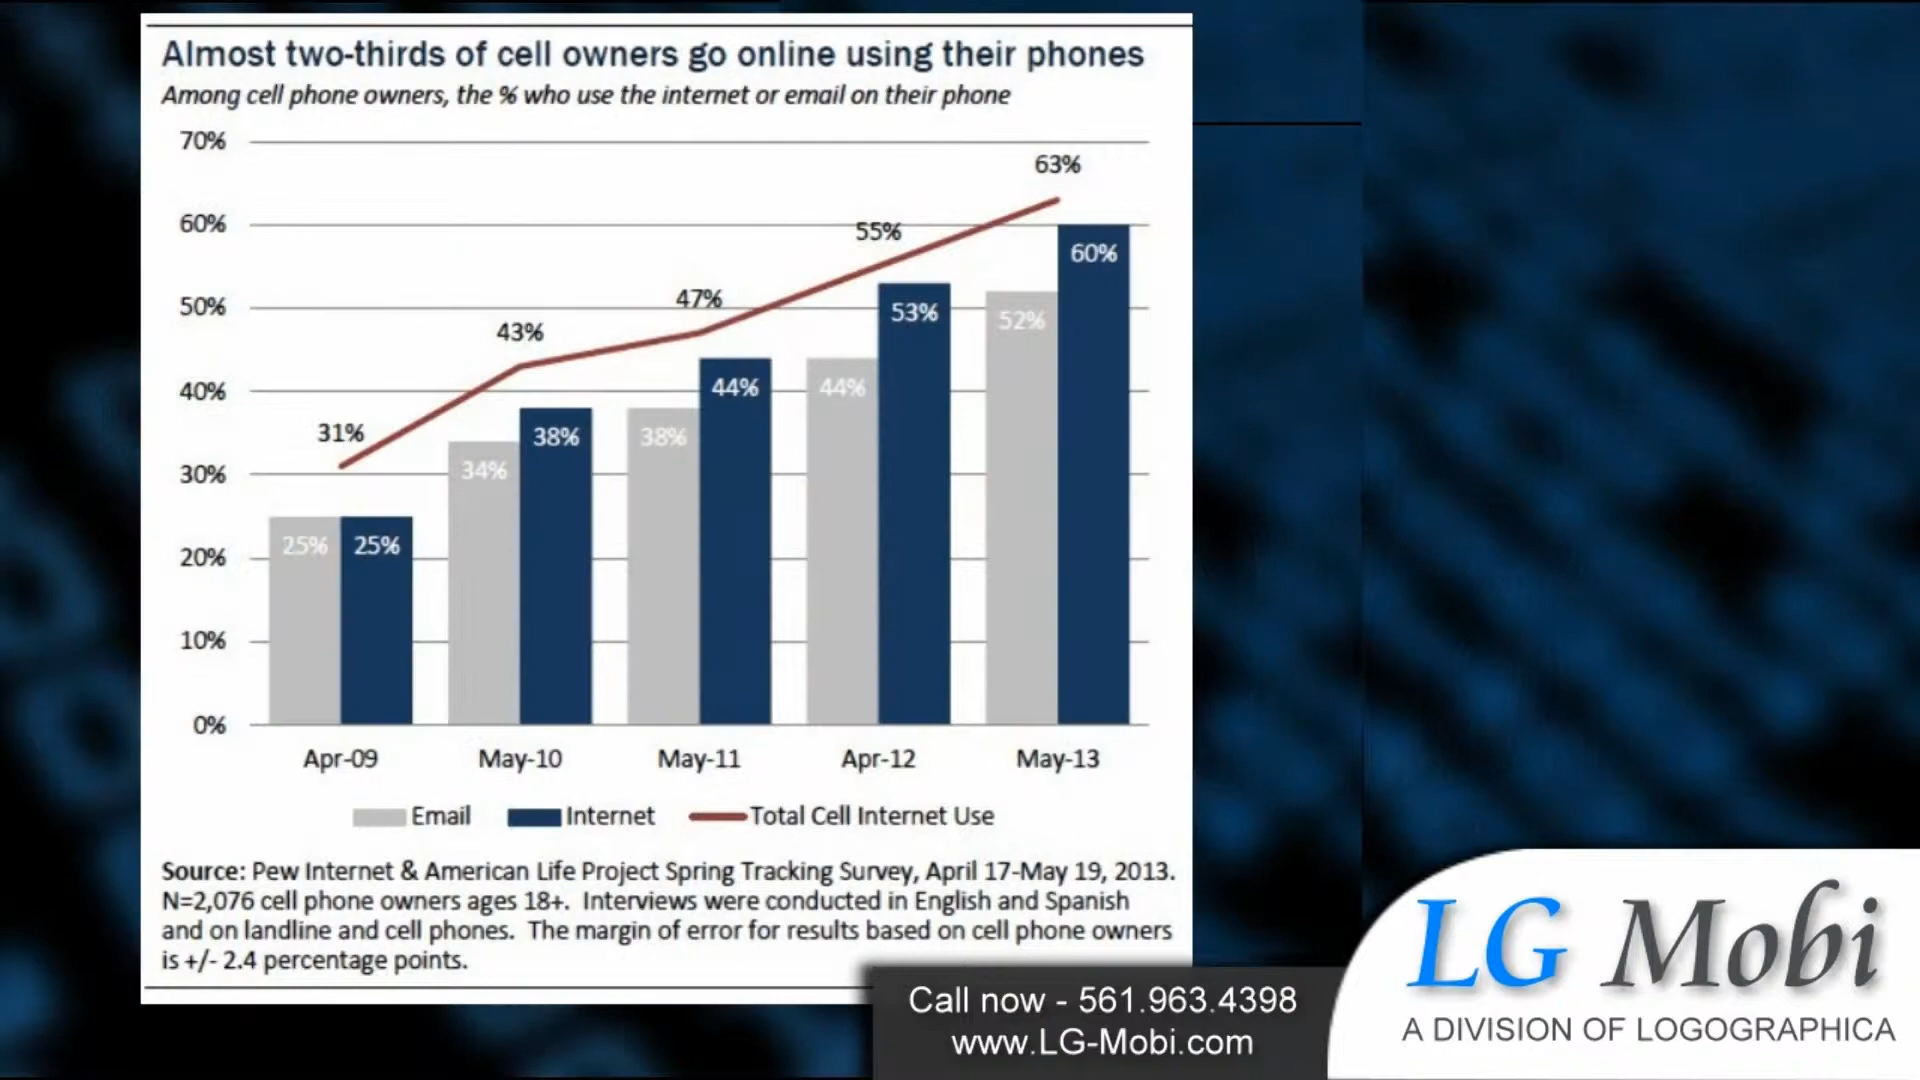 Almost two-thirds of cell owners go online using their phones
Among cell phone owners, the % who use the internet or email on their phone
70%
60%
50%
40%
30%
20%
10%
0%
31%
43%
47%
55%
63%
25%
25%
34%
38%
38%
44%
44%
53%
52%
60%
Apr-09
May-10
May-11
Apr-12
May-13
Email
Internet
Total Cell Internet Use
Source: Pew Internet & American Life Project Spring Tracking Survey, April 17-May 19, 2013.
N=2,076 cell phone owners ages 18+. Interviews were conducted in English and Spanish
and on landline and cell phones. The margin of error for results based on cell phone owners
is +/- 2.4 percentage points.
Call now - 561.963.4398
www.LG-Mobi.com
LG Mobi
A DIVISION OF LOGOGRAPHICA